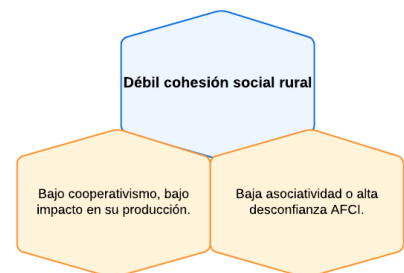 Débil cohesión social rural
Bajo cooperativismo, bajo
impacto en su producción.
Baja asociatividad o alta
desconfianza AFCI.